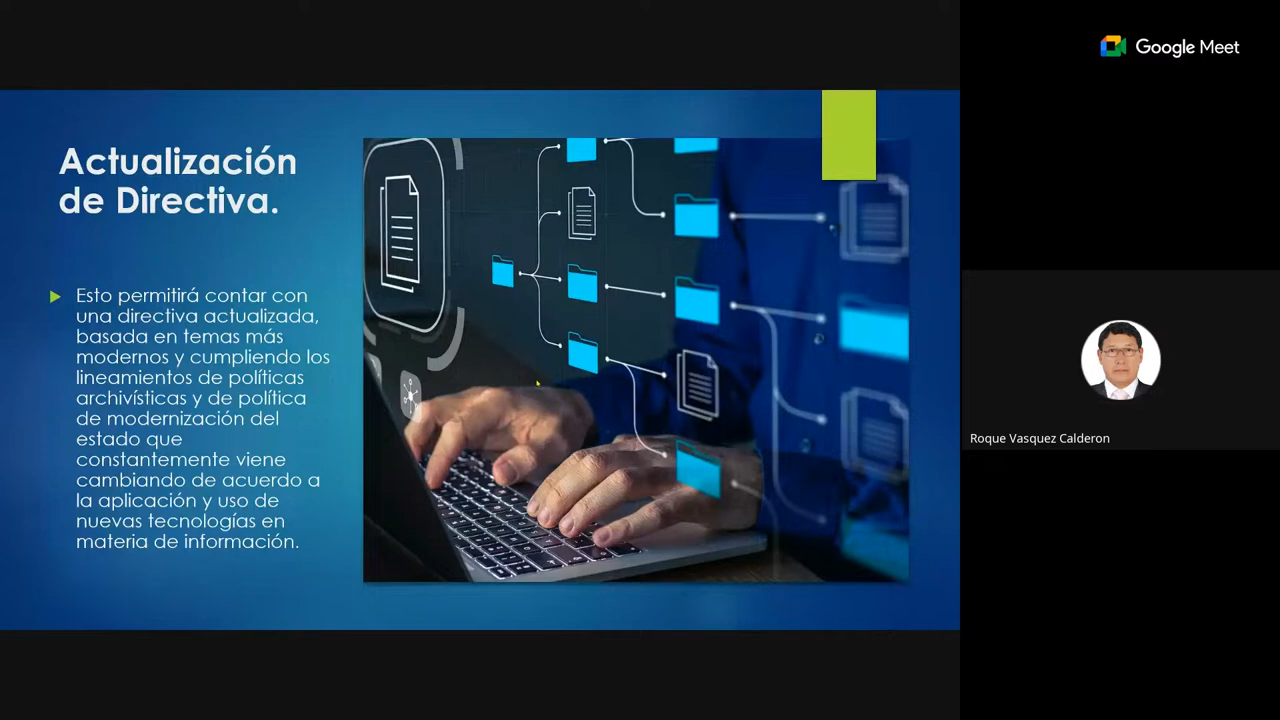 Google Meet
Actualización
de Directiva.
Esto permitirá contar con
una directiva actualizada,
basada en temas más
modernos y cumpliendo los
lineamientos de políticas
archivísticas y de política
de modernización del
estado que
constantemente viene
cambiando de acuerdo a
la aplicación y uso de
nuevas tecnologías en
materia de información.
Roque Vasquez Calderon